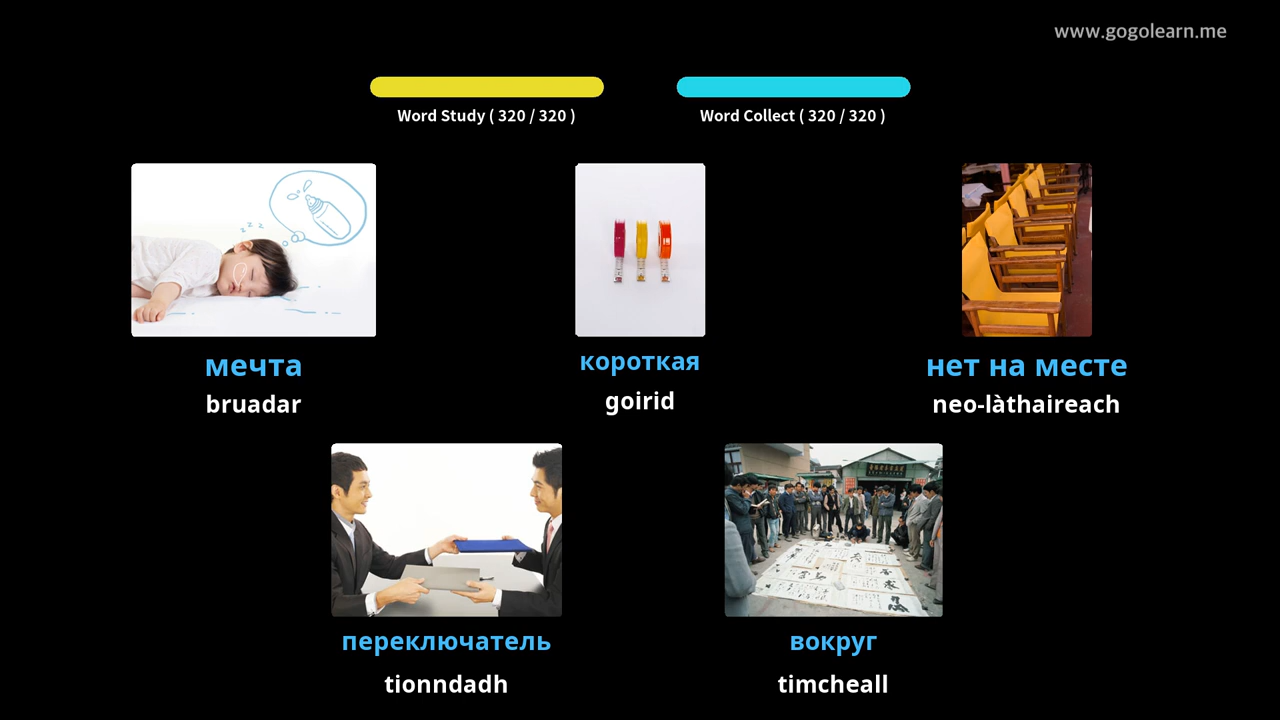 www.gogolearn.me
Word Study ( 320 / 320 )
Word Collect ( 320 / 320 )
z z z
мечта
bruadar
короткая
goirid
нет на месте
neo-làthaireach
переключатель
tionndadh
вокруг
timcheall